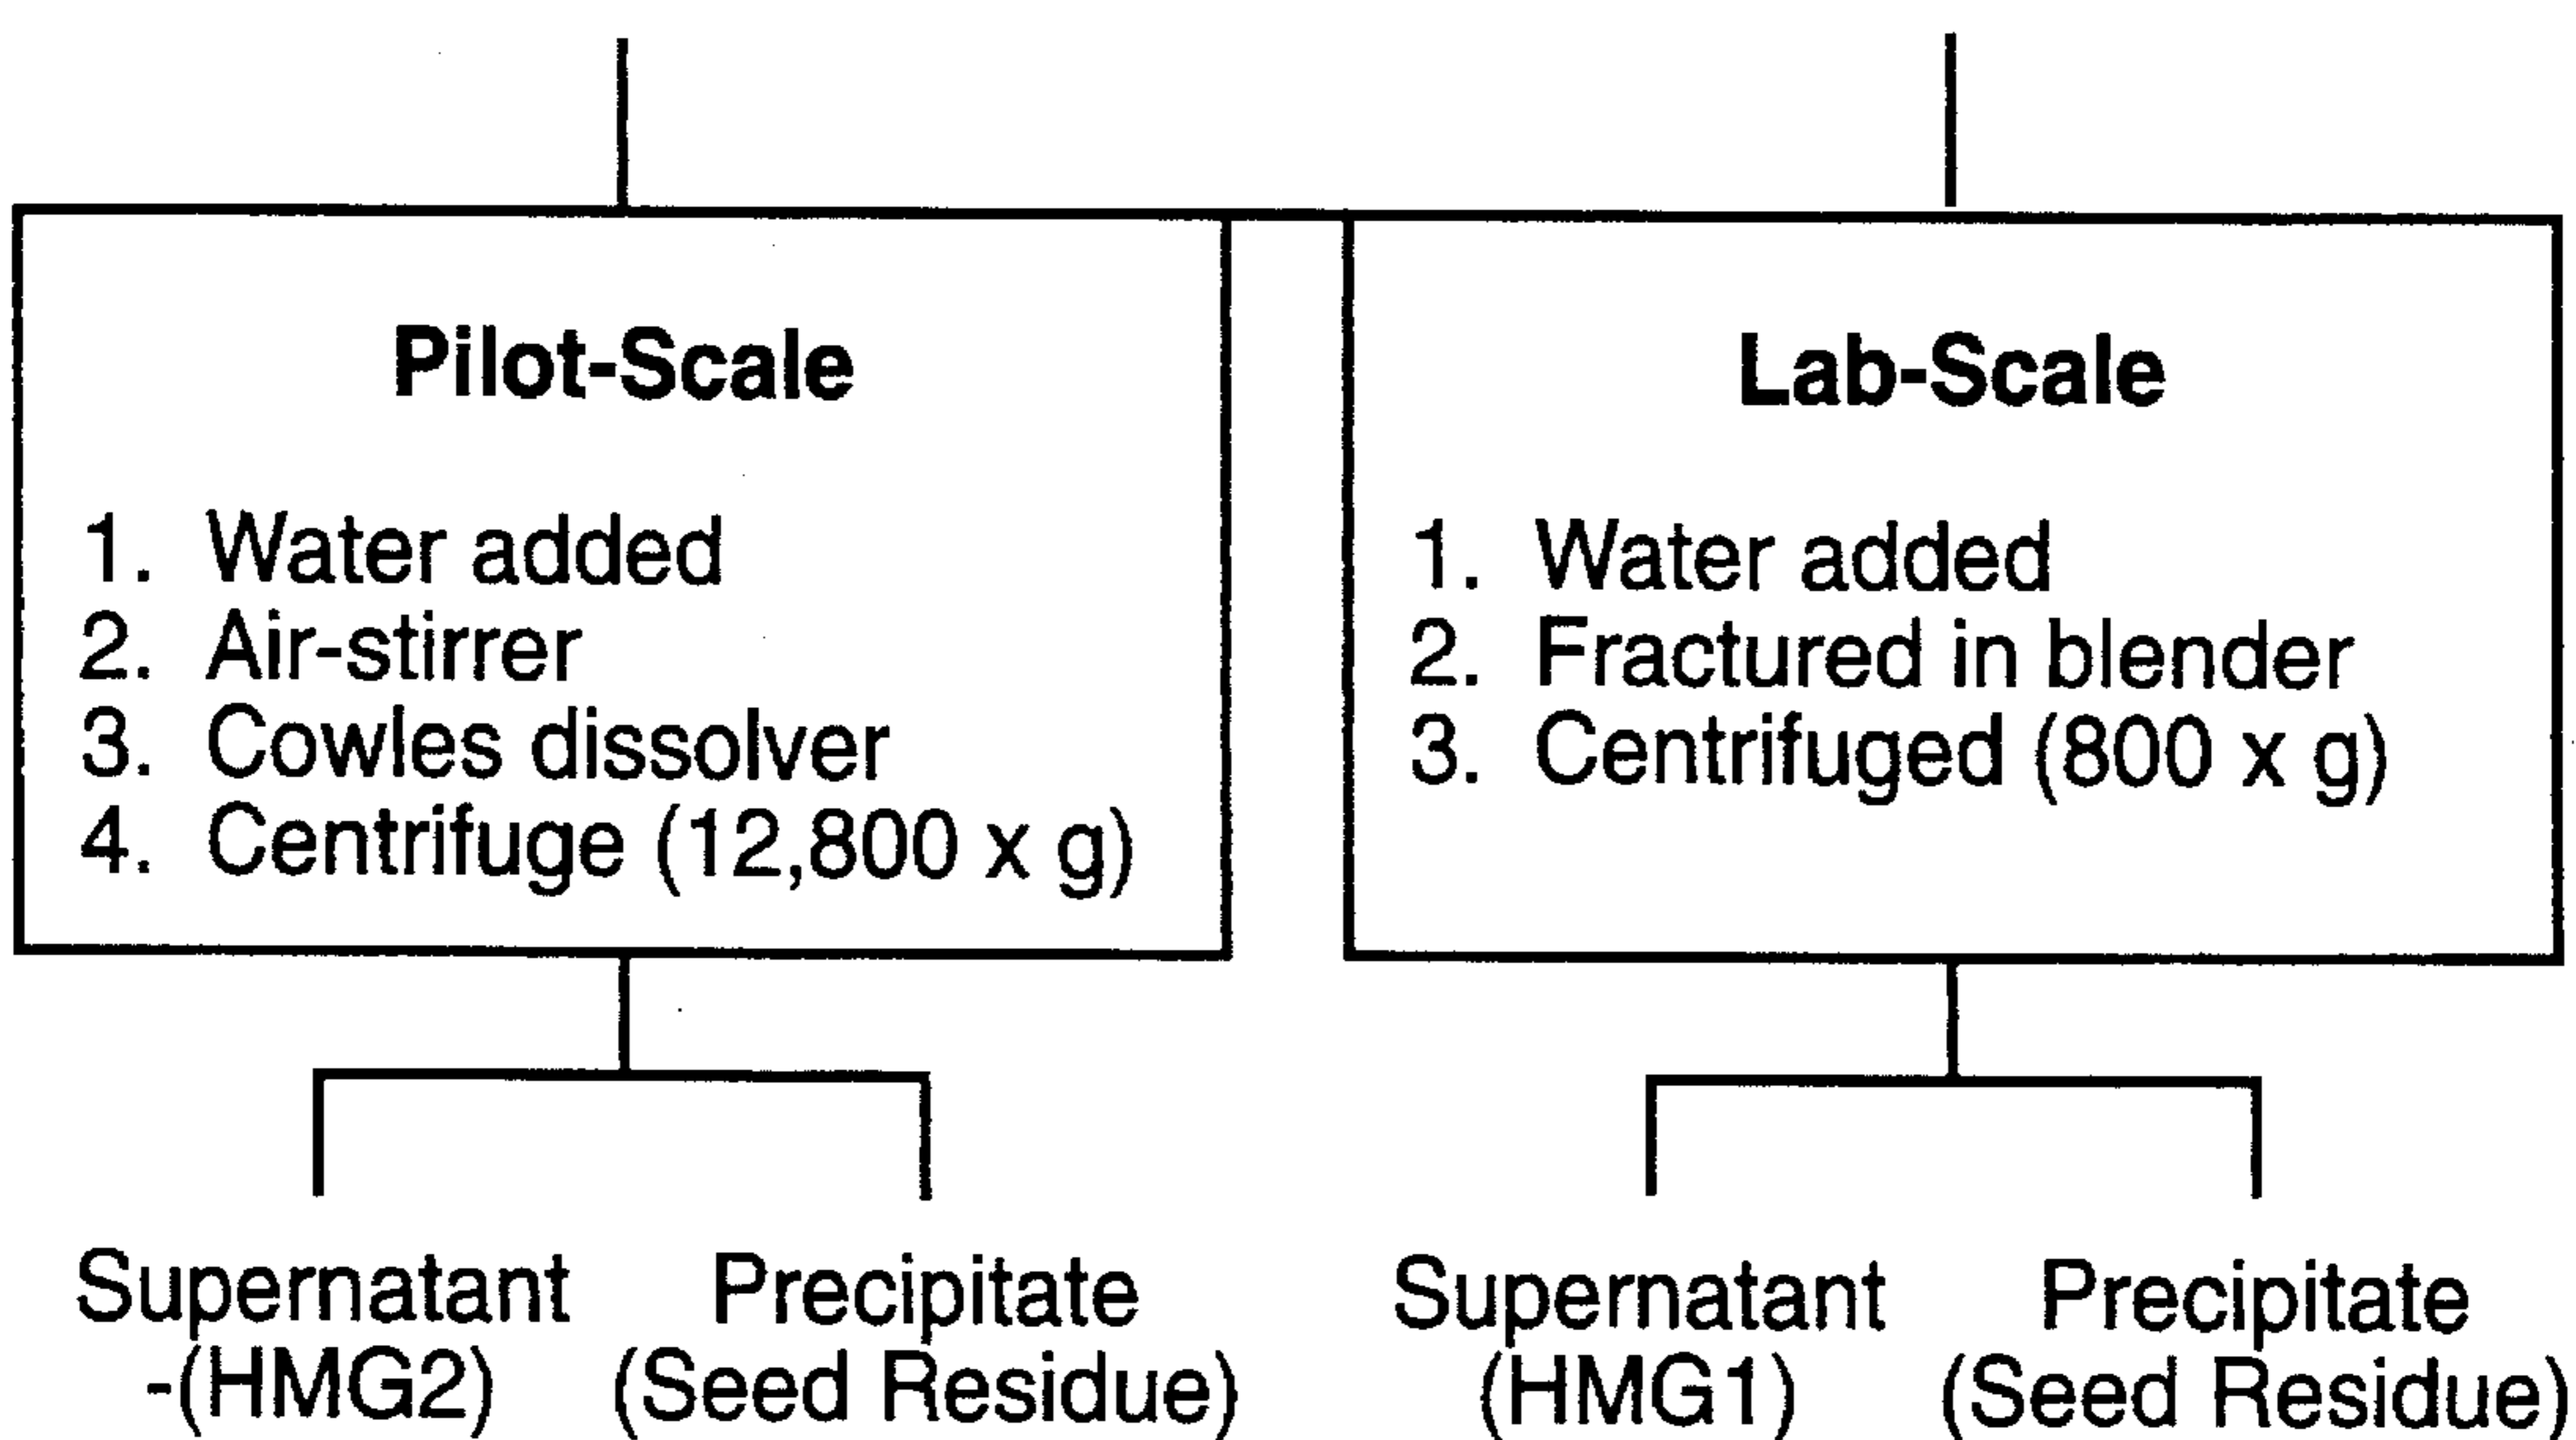 Pilot-Scale
1. Water added
2. Air-stirrer
3. Cowles dissolver
4. Centrifuge (12,800 x g)
Lab-Scale
1. Water added
2. Fractured in blender
3. Centrifuged (800 x g)
Supernatant
-(HMG2)
Precipitate
(Seed Residue)
Supernatant
(HMG1)
Precipitate
(Seed Residue)